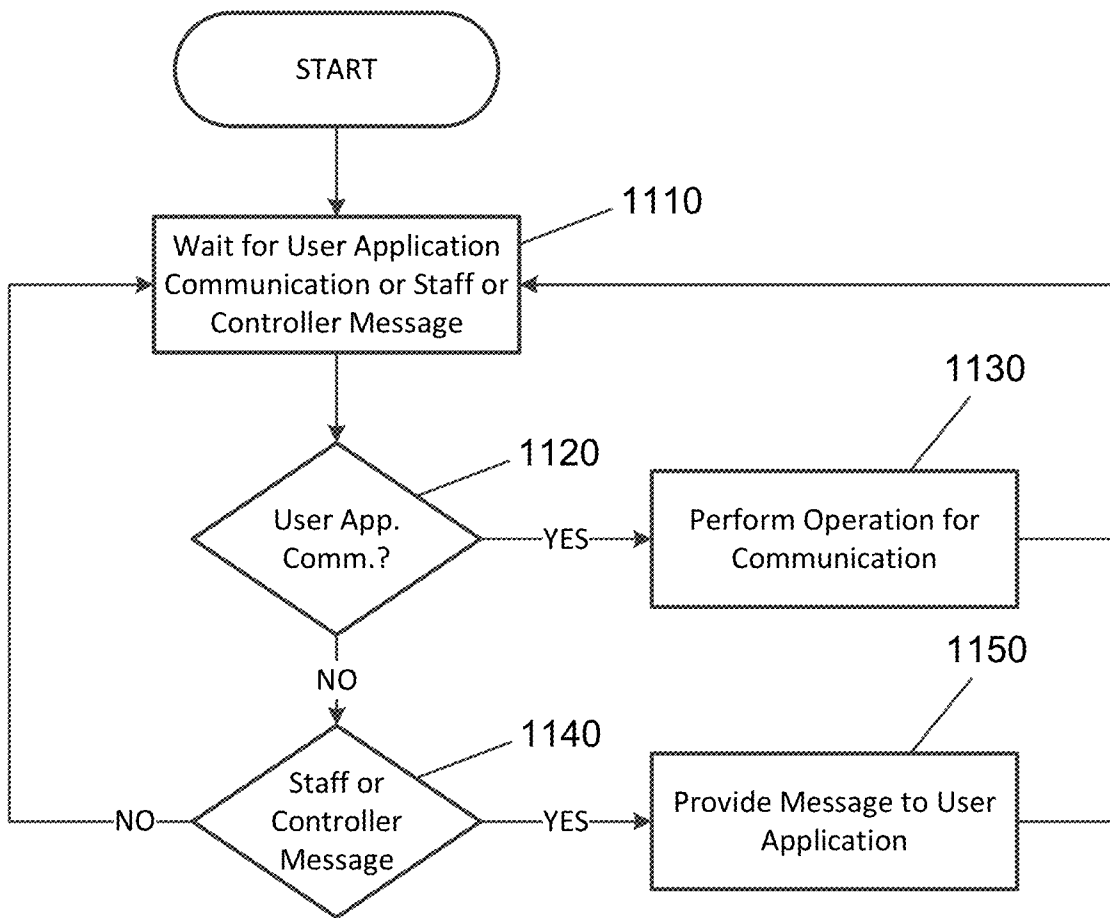 START
1110
Wait for User Application
Communication or Staff or
Controller Message
1130
1120
User App.
Comm.?
YES
Perform Operation for
Communication
NO
1150
1140
Staff or
Controller
Message
NO
YES
Provide Message to User
Application